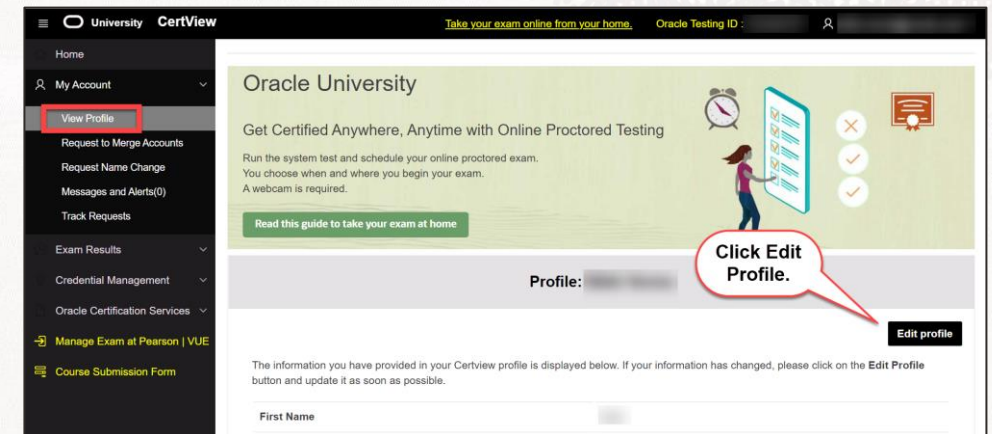 University CertView
Take your exam online from your home. Oracle Testing ID :
Home
My Account
View Profile
Request to Merge Accounts
Request Name Change
Messages and Alerts(0)
Track Requests
Exam Results
Credential Management
Oracle Certification Services
Manage Exam at Pearson | VUE
Course Submission Form
Oracle University
Get Certified Anywhere, Anytime with Online Proctored Testing
Run the system test and schedule your online proctored exam.
You choose when and where you begin your exam.
A webcam is required.
Read this guide to take your exam at home
Click Edit
Profile.
Profile:
Edit profile
The information you have provided in your Certview profile is displayed below. If your information has changed, please click on the Edit Profile
button and update it as soon as possible.
First Name